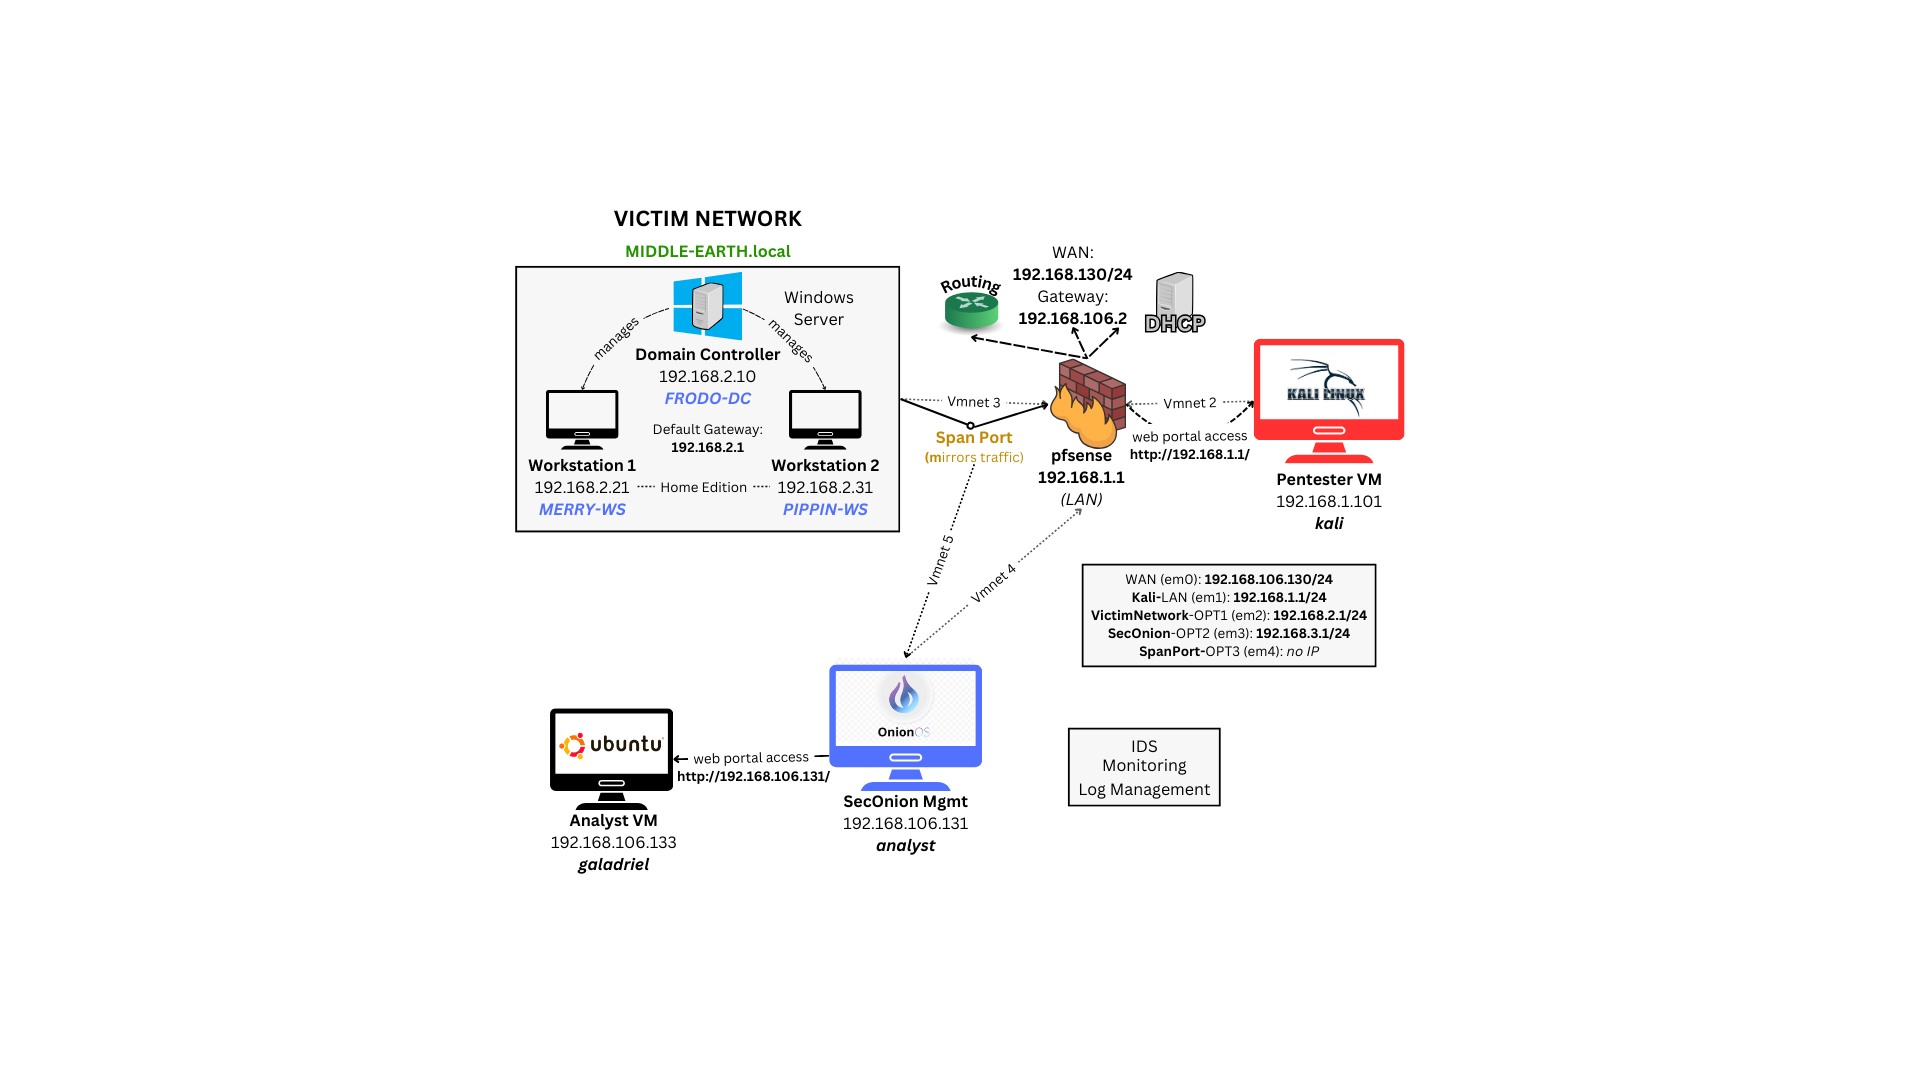 VICTIM NETWORK
MIDDLE-EARTH.local
Windows
Server
manages
manages
Domain Controller
192.168.2.10
FRODO-DC
Default Gateway:
192.168.2.1
Workstation 1
192.168.2.21
MERRY-WS
Home Edition
Workstation 2
192.168.2.31
PIPPIN-WS
Routing
WAN:
192.168.130/24
Gateway:
192.168.106.2
DHCP
Vmnet 3
Span Port
(mirrors traffic)
pfsense
192.168.1.1
(LAN)
Vmnet 2
web portal access
http://192.168.1.1/
KALI LINUX
Pentester VM
192.168.1.101
kali
Vmnet 5
Vmnet 4
WAN (em0): 192.168.106.130/24
Kali-LAN (em1): 192.168.1.1/24
VictimNetwork-OPT1 (em2): 192.168.2.1/24
SecOnion-OPT2 (em3): 192.168.3.1/24
SpanPort-OPT3 (em4): no IP
ubuntu
Analyst VM
192.168.106.133
galadriel
web portal access
http://192.168.106.131/
OnionOS
SecOnion Mgmt
192.168.106.131
analyst
IDS
Monitoring
Log Management